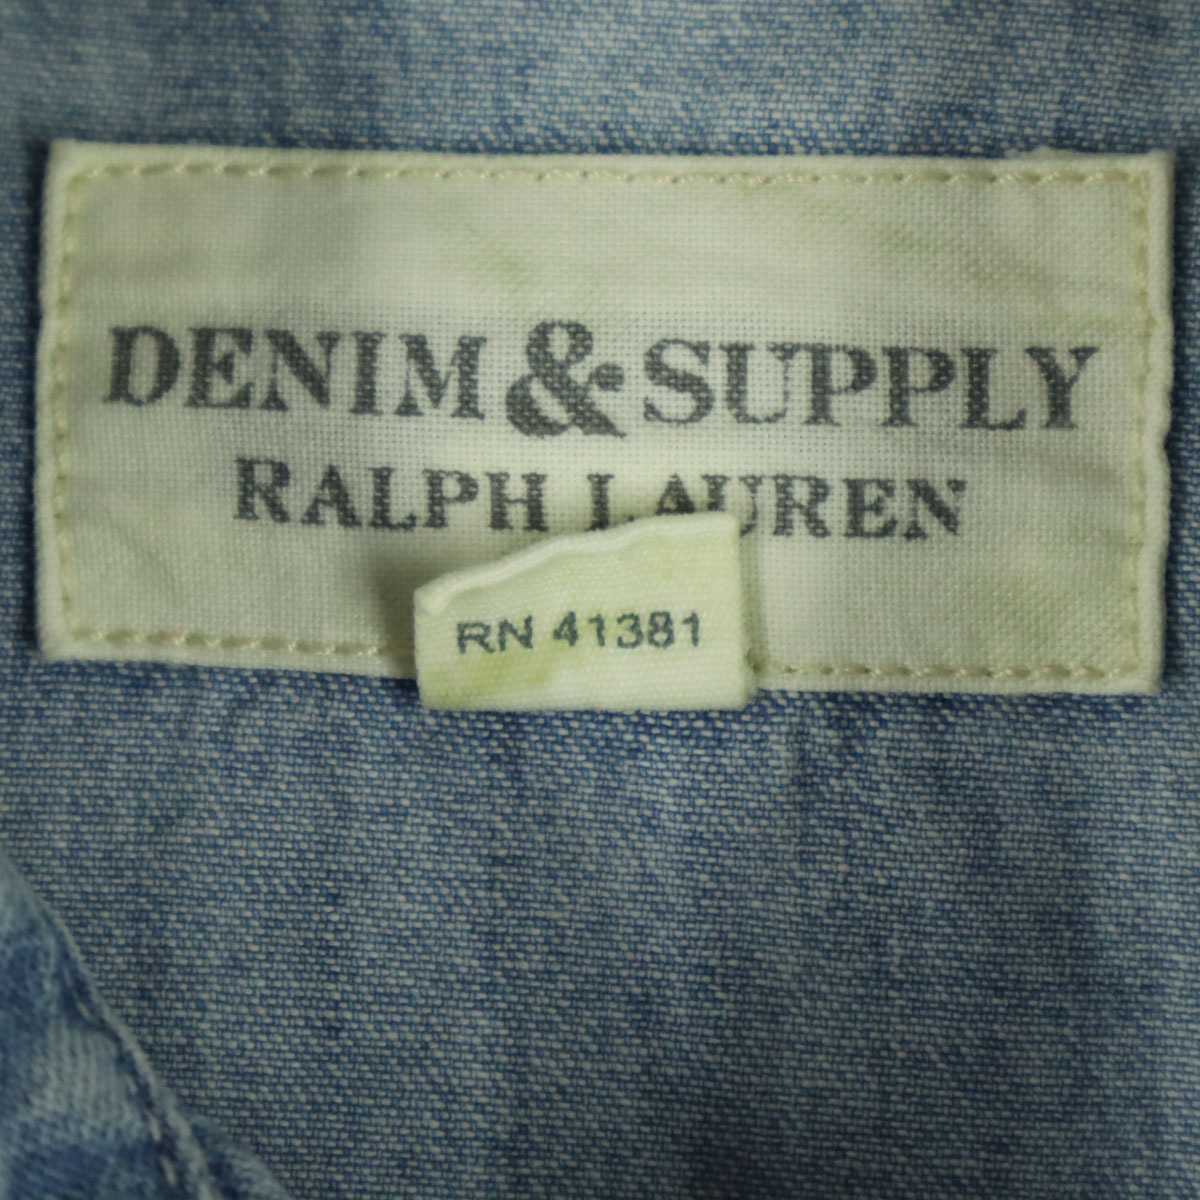 DENIM & SUPPLY
RALPH LAUREN
RN 41381